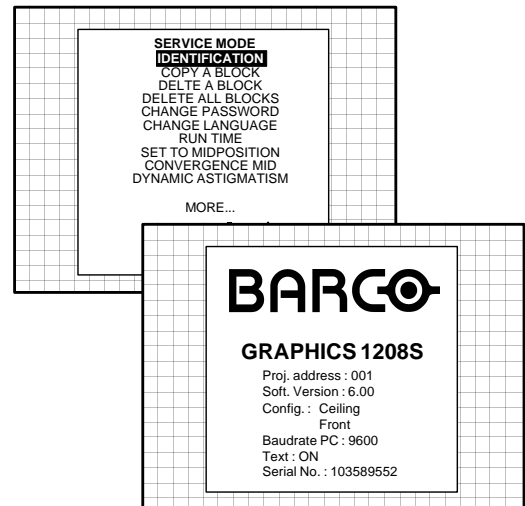 SERVICE MODE
IDENTIFICATION
COPY A BLOCK
DELTE A BLOCK
DELETE ALL BLOCKS
CHANGE PASSWORD
CHANGE LANGUAGE
RUN TIME
SET TO MIDPOSITION
CONVERGENCE MID
DYNAMIC ASTIGMATISM
MORE...
BARCO
GRAPHICS 1208S
Proj. address : 001
Soft. Version : 6.00
Config. : Ceiling
Front
Baudrate PC : 9600
Text : ON
Serial No. : 103589552